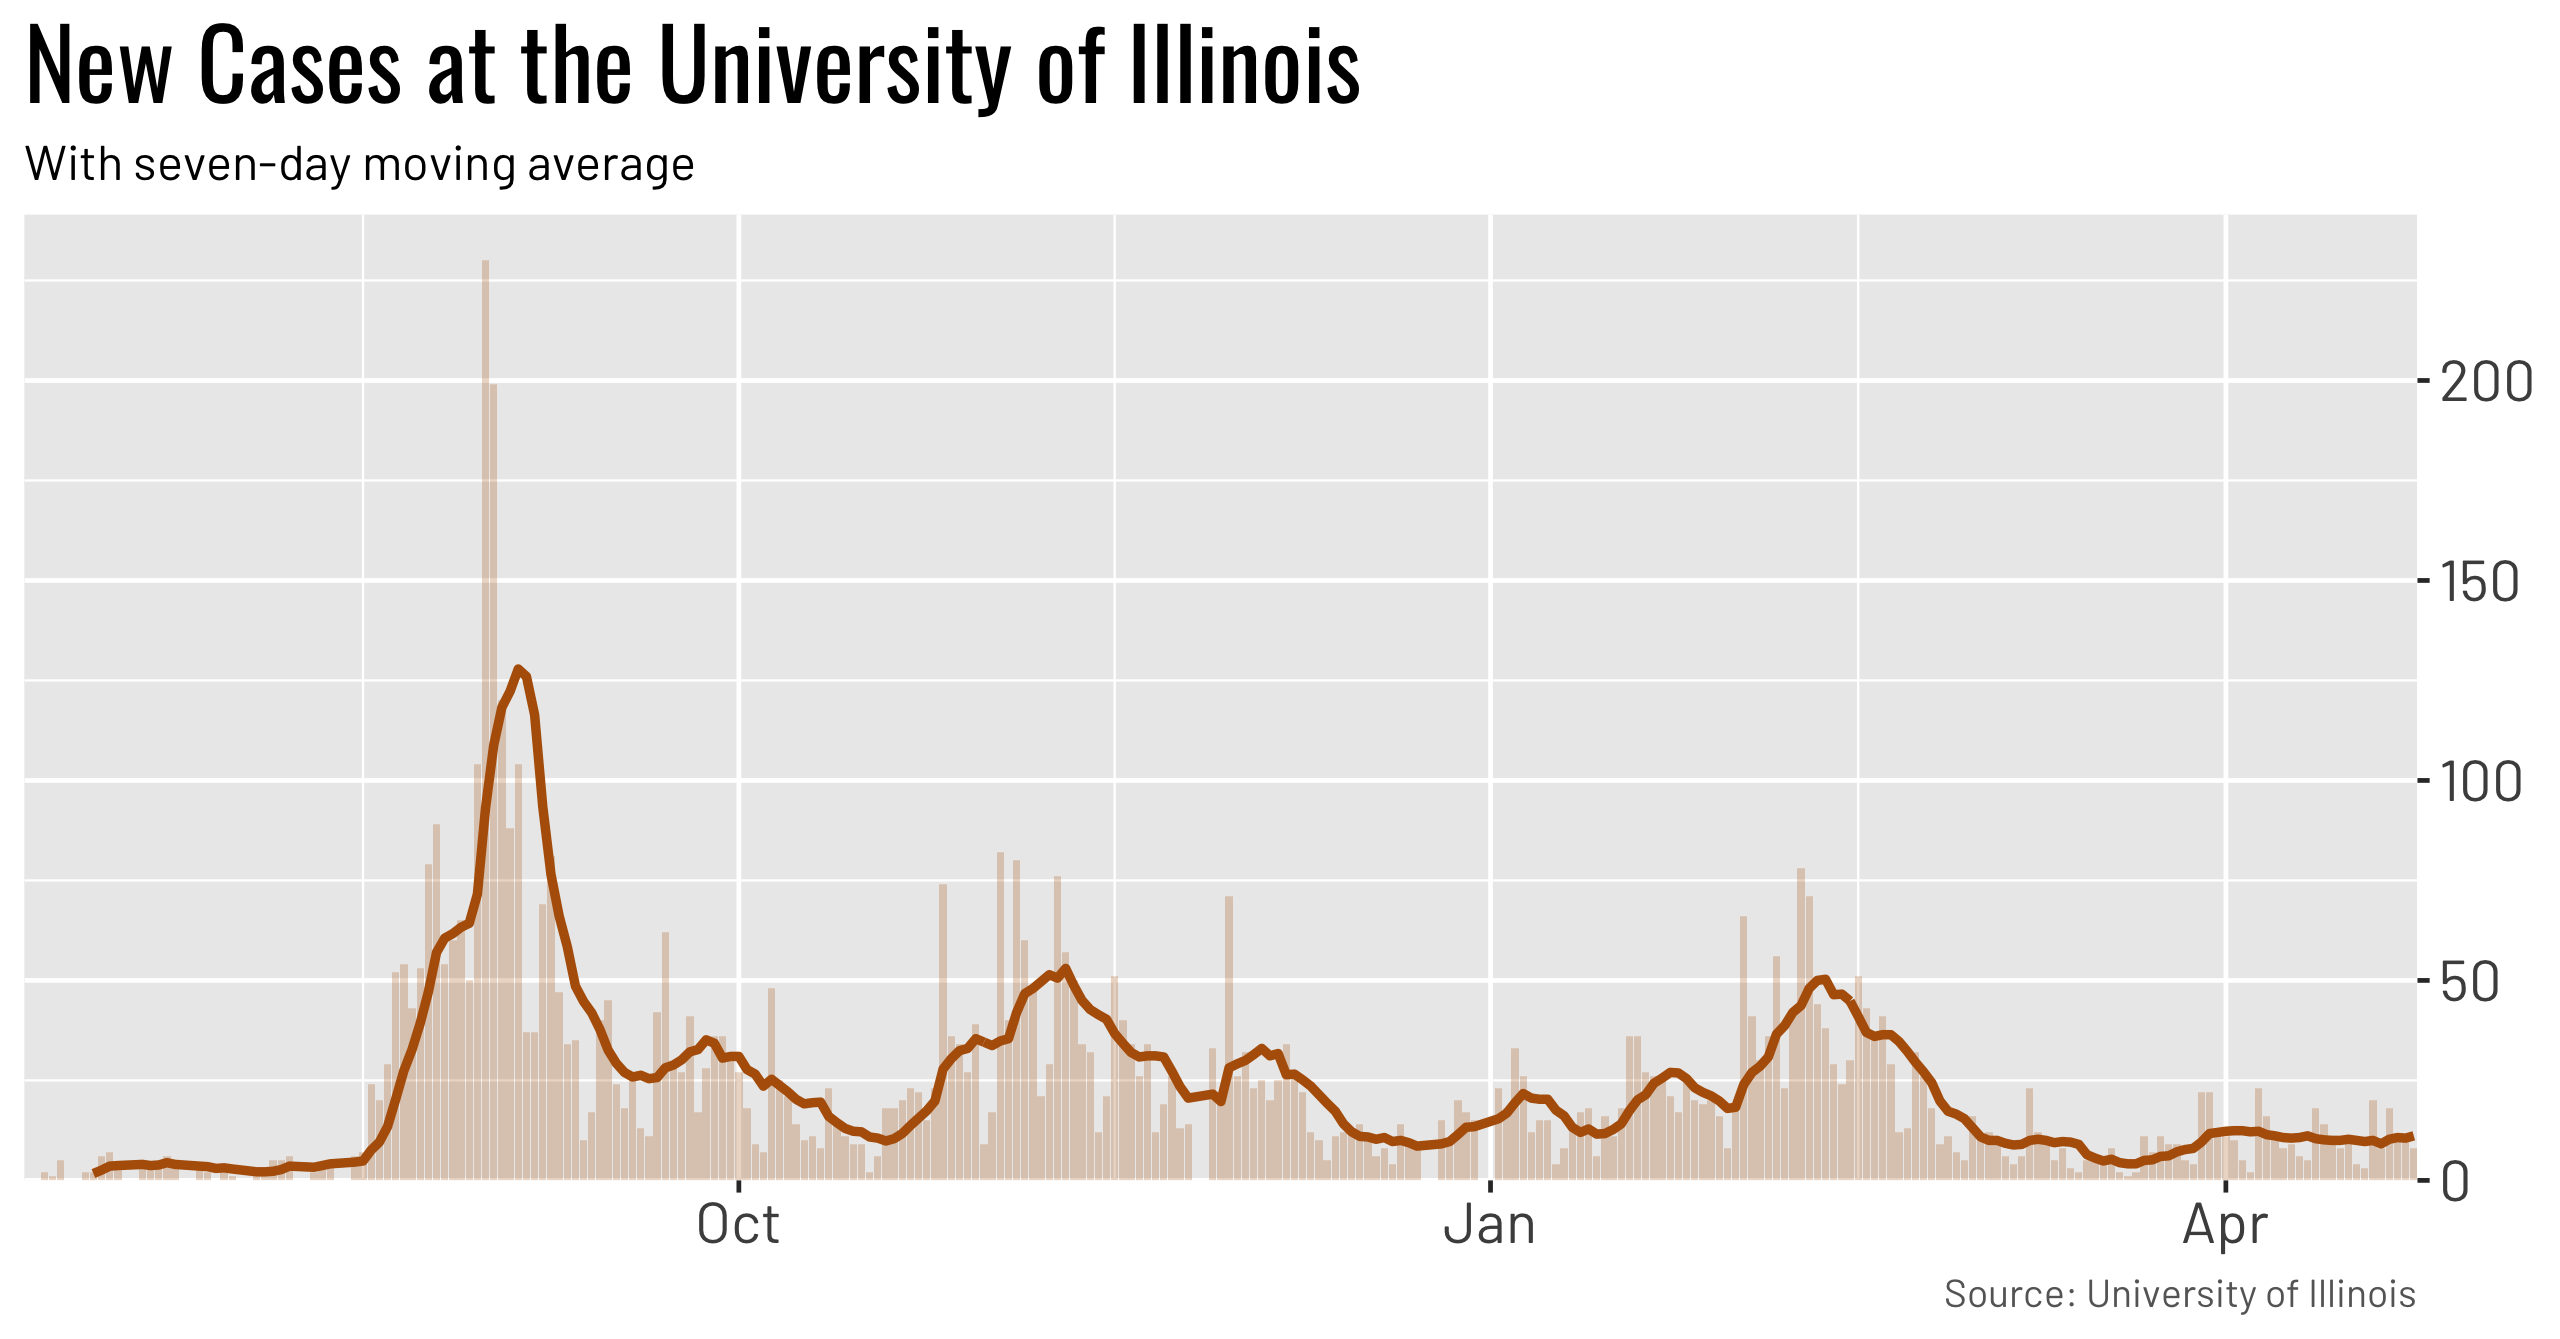 New Cases at the University of Illinois
With seven-day moving average
200
150
100
50
0
Oct Jan Apr
Source: University of Illinois